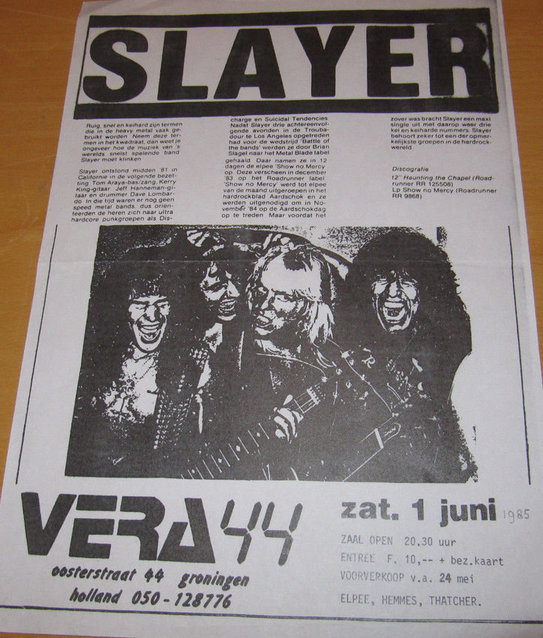 SLAYER
Ruig, snel en keihard zijn termen
die in de heavy metal vaak ge-
bruikt worden. Neem deze ter-
men in het kwadraat, dan weet je
ongeveer hoe de muziek van
werelds snelst spelende band
Slayer moet klinken
Slayer ontstond midden '81 in
Californie in de volgende bezet-
ting: Tom Araya-bas/zang, Kerry
King-gitaar, Jeff Hanneman-gi-
taar en drummer Dave Lombar-
do. In die tijd waren er nog geen
speed metal bands, dus orien-
teerden de heren zich naar ultra
hardcore punkgroepen als Dis-
charge en Suicidal Tendencies
Nadat Slayer drie achtereenvol-
gende avonden in de Trouba-
dour te Los Angeles opgetreden
had voor de wedstrijd 'Battle of
the bands' werden ze door Brian
Slagel naar het Metal Blade label
gehaald. Daar namen ze in 12
dagen de elpee 'Show no Mercy'
op. Deze verscheen in december
'83 op het Roadrunner label.
'Show no Mercy' werd tot elpee
van de maand uitgeroepen in het
hardrockblad Aardschok en ze
werden uitgenodigd om in No-
vember '84 op de Aardschokdag
op te treden. Maar voordat het
zover was bracht Slayer een maxi
single uit met daarop weer drie
kei en keiharde nummers. Slayer
behoort zeker tot een der opmer-
kelijkste groepen in de hardrock-
wereld
Discografie
12" Haunting the Chapel (Road-
runner RR 125508)
Lp Show no Mercy (Roadrunner
RR 9868)
VERA 44
oosterstraat 44 groningen
holland 050-128776
zat. 1 juni 1985
ZAAL OPEN 20.30 uur
ENTREE F. 10,-- + bez.kaart
VOORVERKOOP v.a. 24 mei
ELPEE, HEMMES, THATCHER.